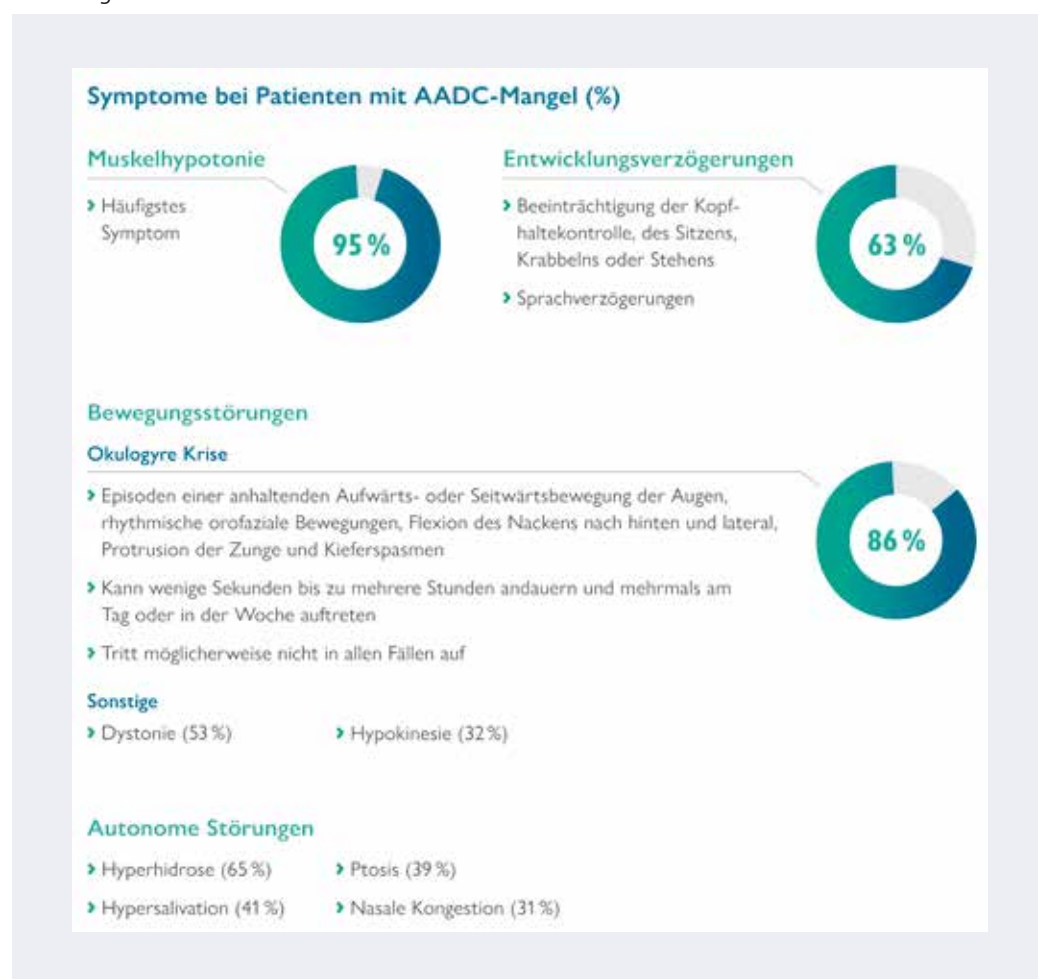 Symptome bei Patienten mit AADC-Mangel (%)
Muskelhypotonie
› Häufigstes
Symptom
95 %
Entwicklungsverzögerungen
› Beeinträchtigung der Kopf-
haltekontrolle, des Sitzens,
Krabbelns oder Stehens
› Sprachverzögerungen
63 %
Bewegungsstörungen
Okulogyre Krise
› Episoden einer anhaltenden Aufwärts- oder Seitwärtsbewegung der Augen,
rhythmische orofaziale Bewegungen, Flexion des Nackens nach hinten und lateral,
Protrusion der Zunge und Kieferspasmen
› Kann wenige Sekunden bis zu mehrere Stunden andauern und mehrmals am
Tag oder in der Woche auftreten
› Tritt möglicherweise nicht in allen Fällen auf
86 %
Sonstige
› Dystonie (53 %)
› Hypokinesie (32 %)
Autonome Störungen
› Hyperhidrose (65 %)
› Ptosis (39 %)
› Hypersalivation (41 %)
› Nasale Kongestion (31 %)